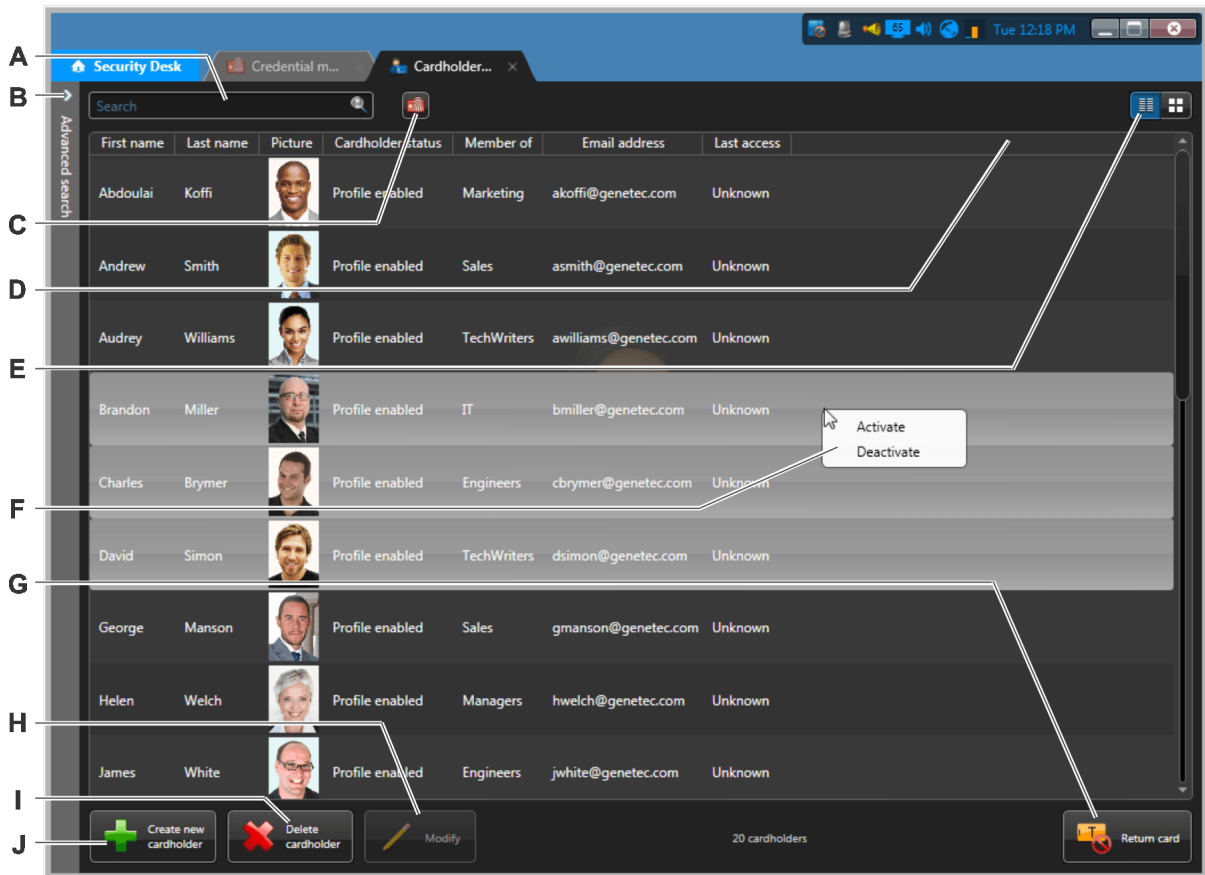 65 Tue 12:18 PM
A
Security Desk Credential m... Cardholder...
B
Search
Advanced search
First name Last name Picture Cardholder status Member of Email address Last access
Abdoulai Koffi Profile enabled Marketing akoffi@genetec.com Unknown
C
Andrew Smith Profile enabled Sales asmith@genetec.com Unknown
D
Audrey Williams Profile enabled TechWriters awilliams@genetec.com Unknown
E
Brandon Miller Profile enabled IT bmiller@genetec.com Unknown
Activate
Deactivate
Charles Brymer Profile enabled Engineers cbrymer@genetec.com Unknown
F
David Simon Profile enabled TechWriters dsimon@genetec.com Unknown
G
George Manson Profile enabled Sales gmanson@genetec.com Unknown
Helen Welch Profile enabled Managers hwelch@genetec.com Unknown
H
James White Profile enabled Engineers jwhite@genetec.com Unknown
I
J
Create new
cardholder
Delete
cardholder
Modify
20 cardholders
T
Return card